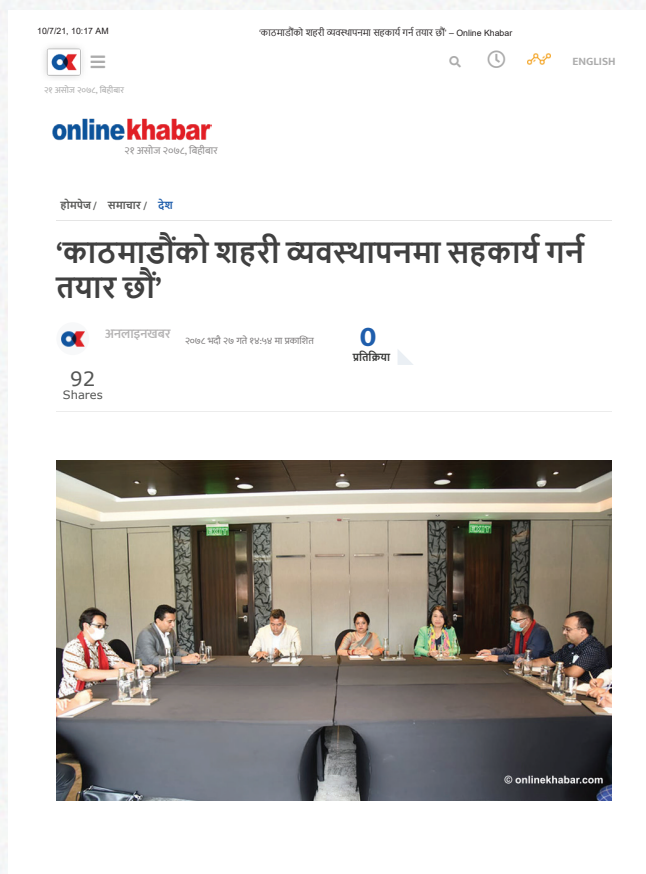 10/7/21, 10:17 AM
‘काठमाडौंको शहरी व्यवस्थापनमा सहकार्य गर्न तयार छौं’ – Online Khabar
OK
ENGLISH
२१ असोज २०७८, बिहीबार
onlinekhabar
२१ असोज २०७८, बिहीबार
होमपेज / समाचार / देश
‘काठमाडौंको शहरी व्यवस्थापनमा सहकार्य गर्न
तयार छौं’
OK
अनलाइनखबर
२०७८ भदौ २७ गते १४:५४ मा प्रकाशित
0
प्रतिक्रिया
92
Shares
© onlinekhabar.com